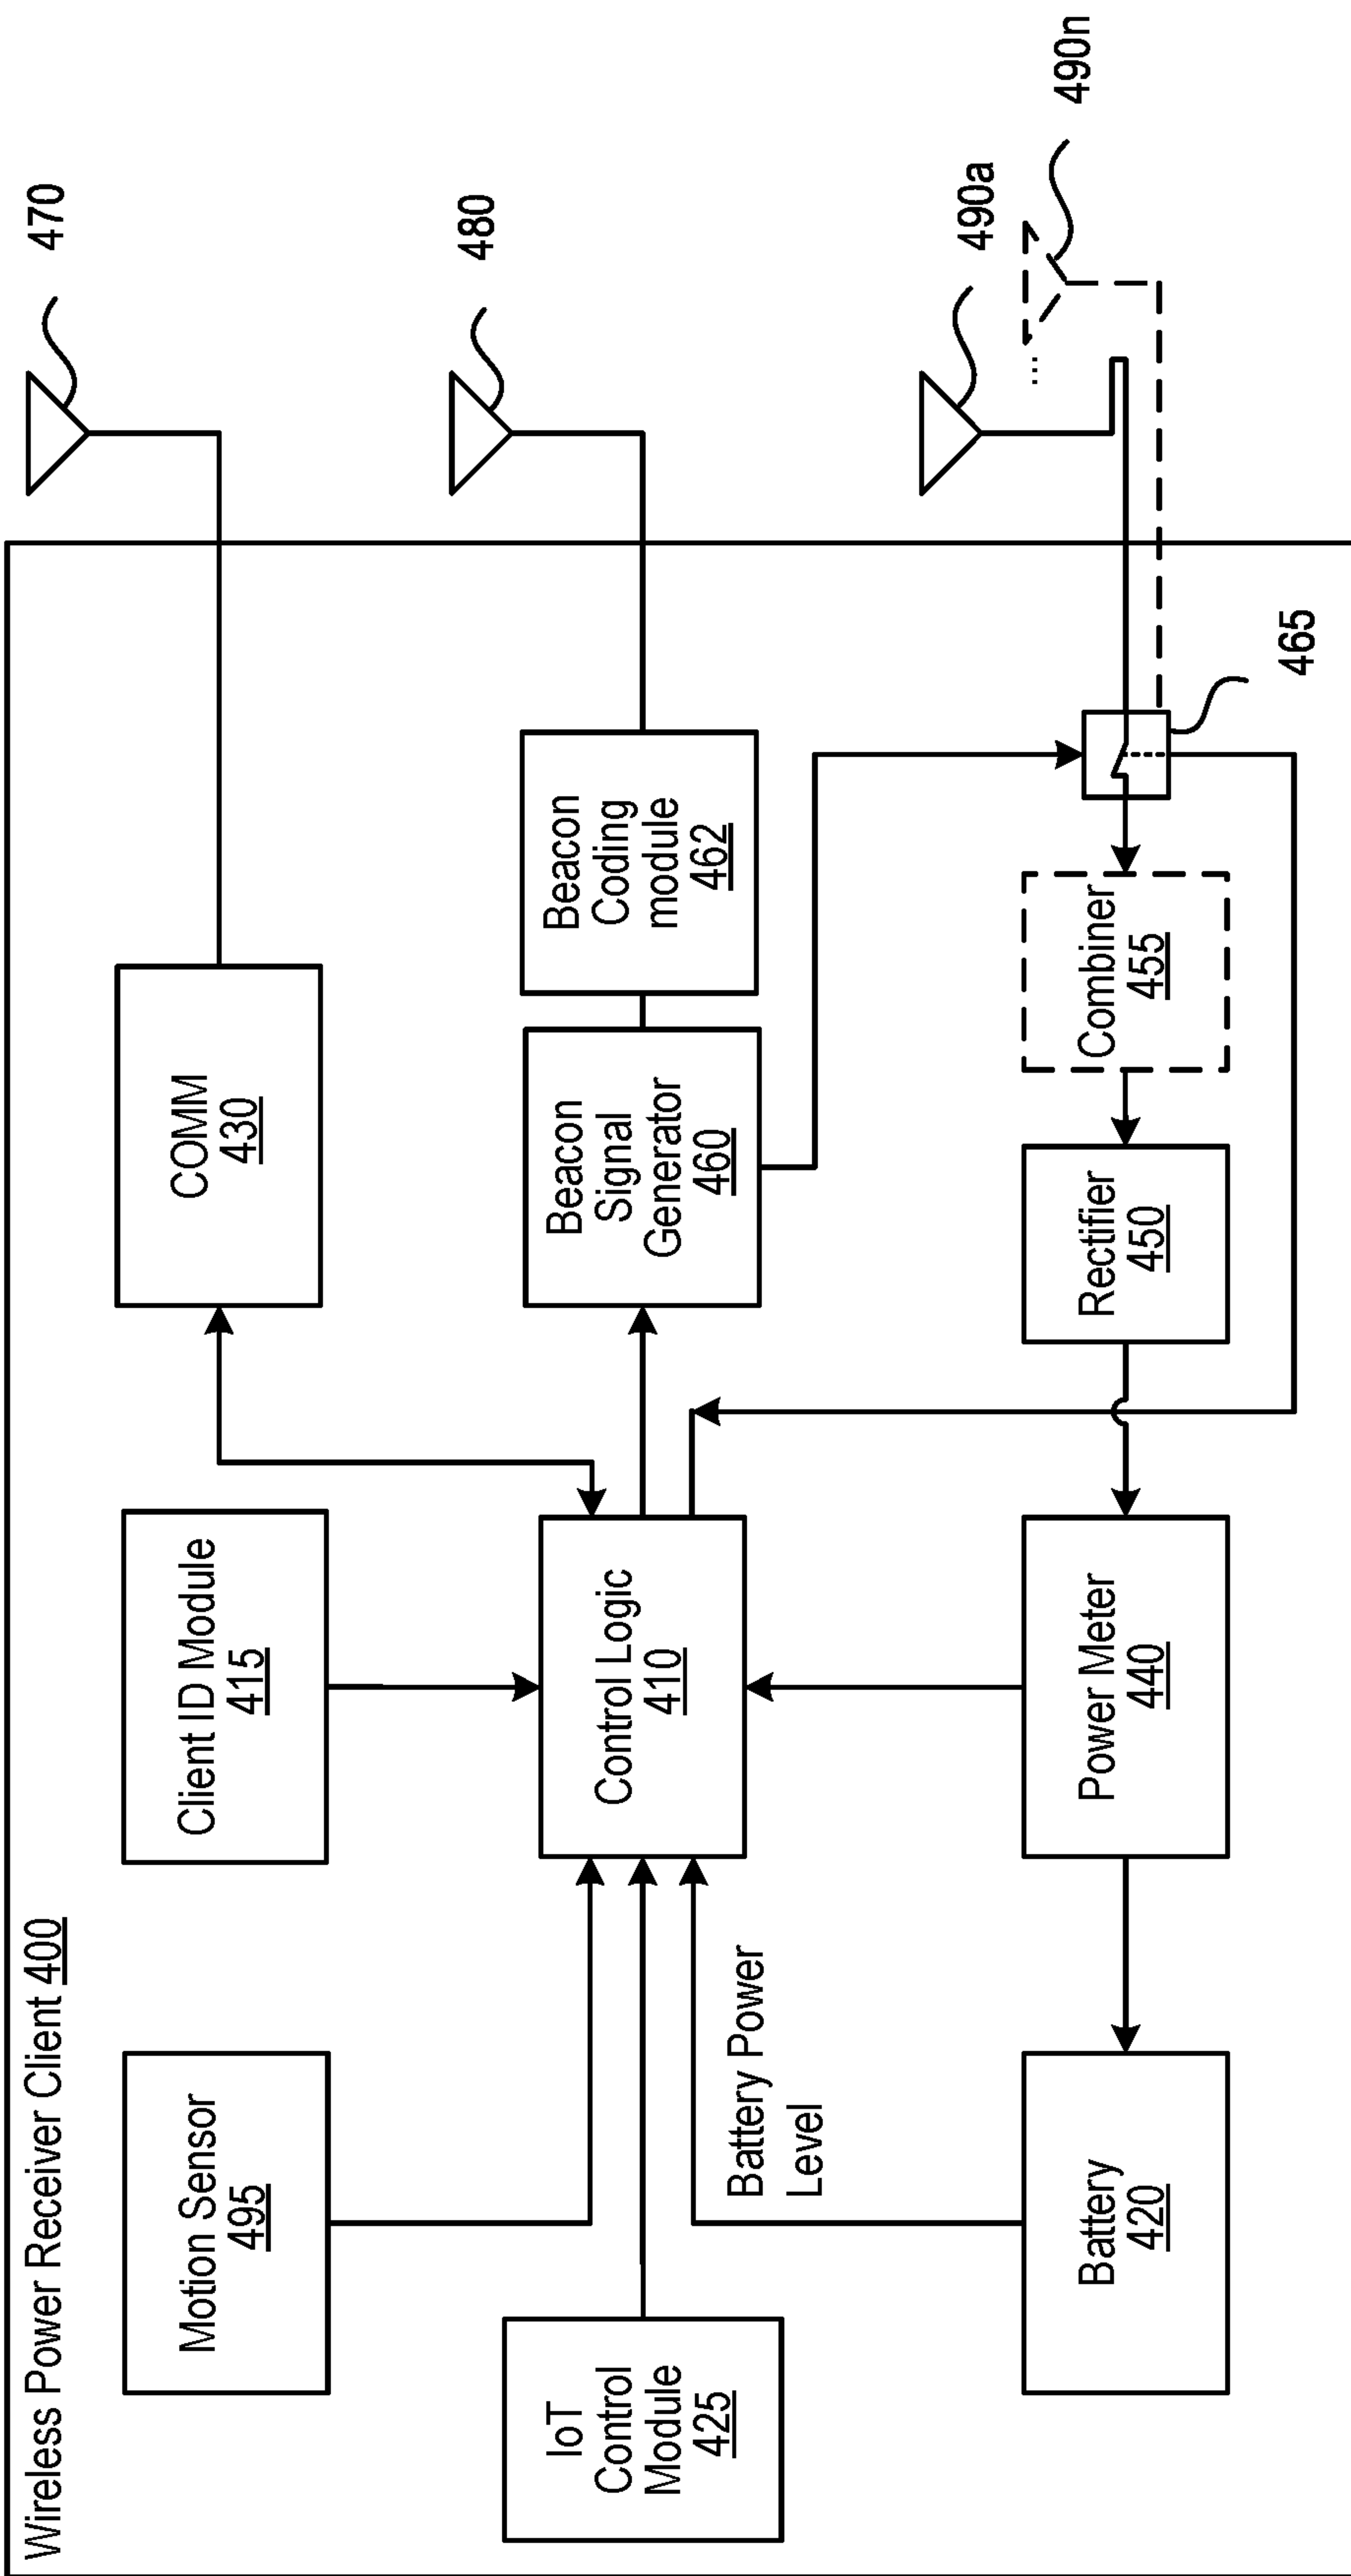 Wireless Power Receiver Client 400
Motion Sensor
495
Client ID Module
415
COMM
430
470
IoT
Control
Module
425
Control Logic
410
Beacon
Signal
Generator
460
Beacon
Coding
module
462
480
Battery Power
Level
Battery
420
Power Meter
440
Rectifier
450
Combiner
455
465
490a
...
490n